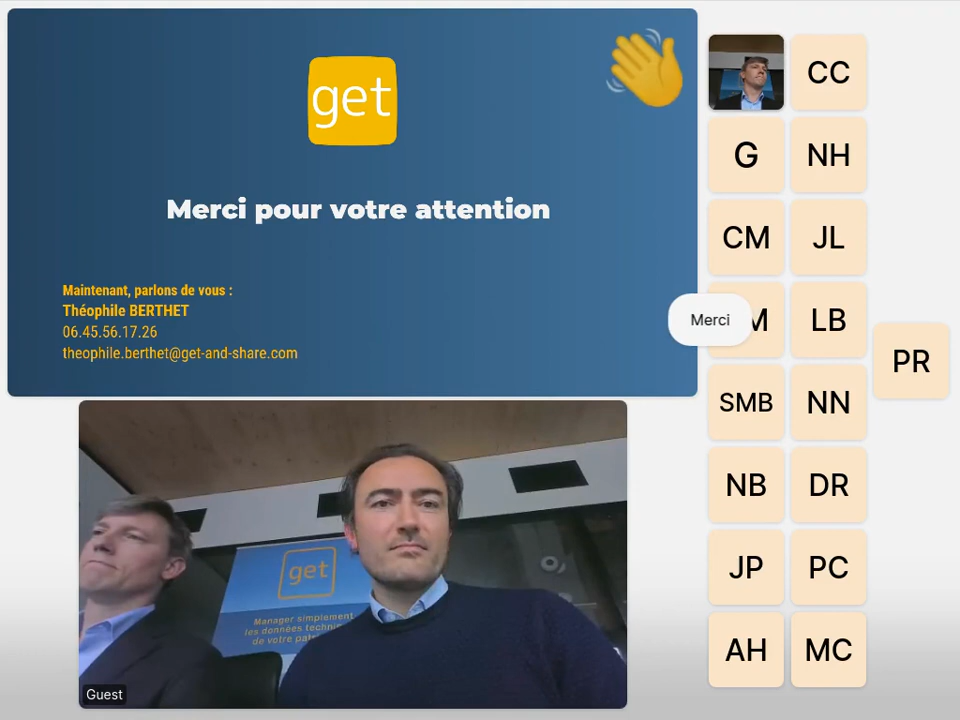 get
Merci pour votre attention
Maintenant, parlons de vous :
Théophile BERTHET
06.45.56.17.26
theophile.berthet@get-and-share.com
CC
G
NH
CM
JL
Merci
M
LB
PR
SMB
NN
NB
DR
JP
PC
AH
MC
get
Manager simplement
les données
de votre
Guest